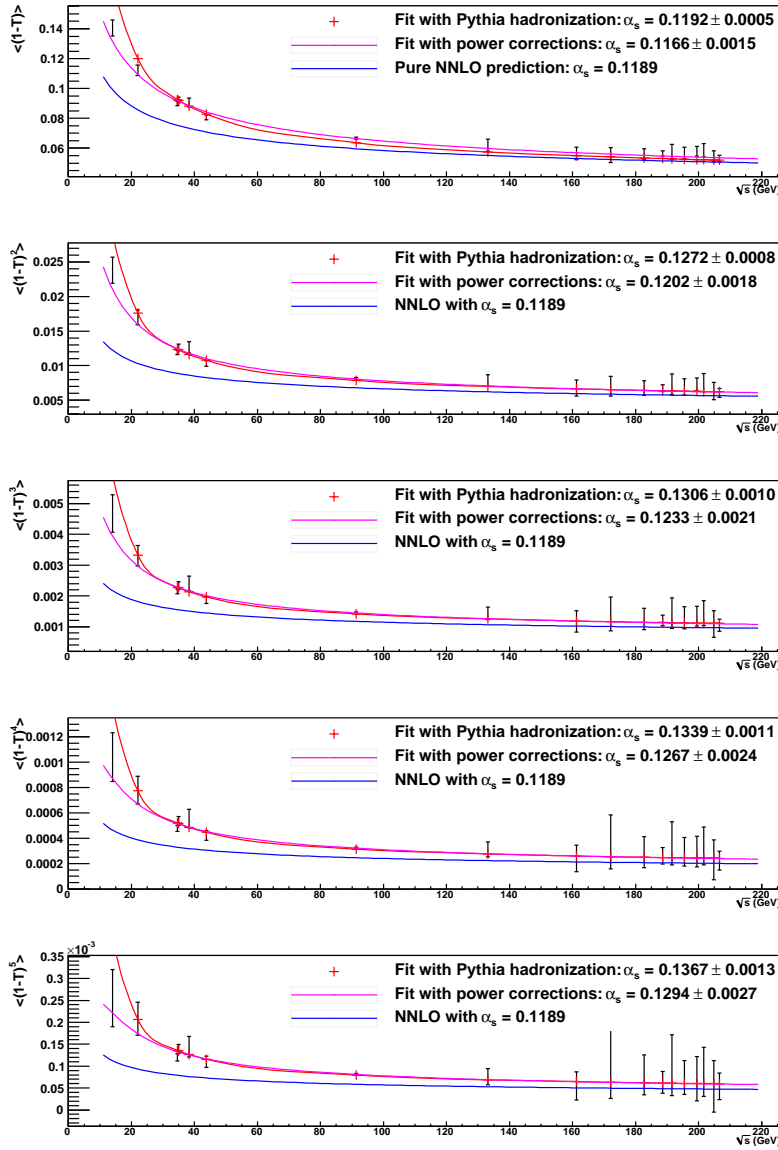 <(1-T)>
0.14
0.12
0.1
0.08
0.06
Fit with Pythia hadronization: αs = 0.1192 ± 0.0005
Fit with power corrections: αs = 0.1166 ± 0.0015
Pure NNLO prediction: αs = 0.1189
0 20 40 60 80 100 120 140 160 180 200 220
√s (GeV)
<(1-T)²>
0.025
0.02
0.015
0.01
0.005
Fit with Pythia hadronization: αs = 0.1272 ± 0.0008
Fit with power corrections: αs = 0.1202 ± 0.0018
NNLO with αs = 0.1189
0 20 40 60 80 100 120 140 160 180 200 220
√s (GeV)
<(1-T)³>
0.005
0.004
0.003
0.002
0.001
Fit with Pythia hadronization: αs = 0.1306 ± 0.0010
Fit with power corrections: αs = 0.1233 ± 0.0021
NNLO with αs = 0.1189
0 20 40 60 80 100 120 140 160 180 200 220
√s (GeV)
<(1-T)⁴>
0.0012
0.001
0.0008
0.0006
0.0004
0.0002
0
Fit with Pythia hadronization: αs = 0.1339 ± 0.0011
Fit with power corrections: αs = 0.1267 ± 0.0024
NNLO with αs = 0.1189
0 20 40 60 80 100 120 140 160 180 200 220
√s (GeV)
<(1-T)⁵>
×10⁻³
0.35
0.3
0.25
0.2
0.15
0.1
0.05
0
Fit with Pythia hadronization: αs = 0.1367 ± 0.0013
Fit with power corrections: αs = 0.1294 ± 0.0027
NNLO with αs = 0.1189
0 20 40 60 80 100 120 140 160 180 200 220
√s (GeV)